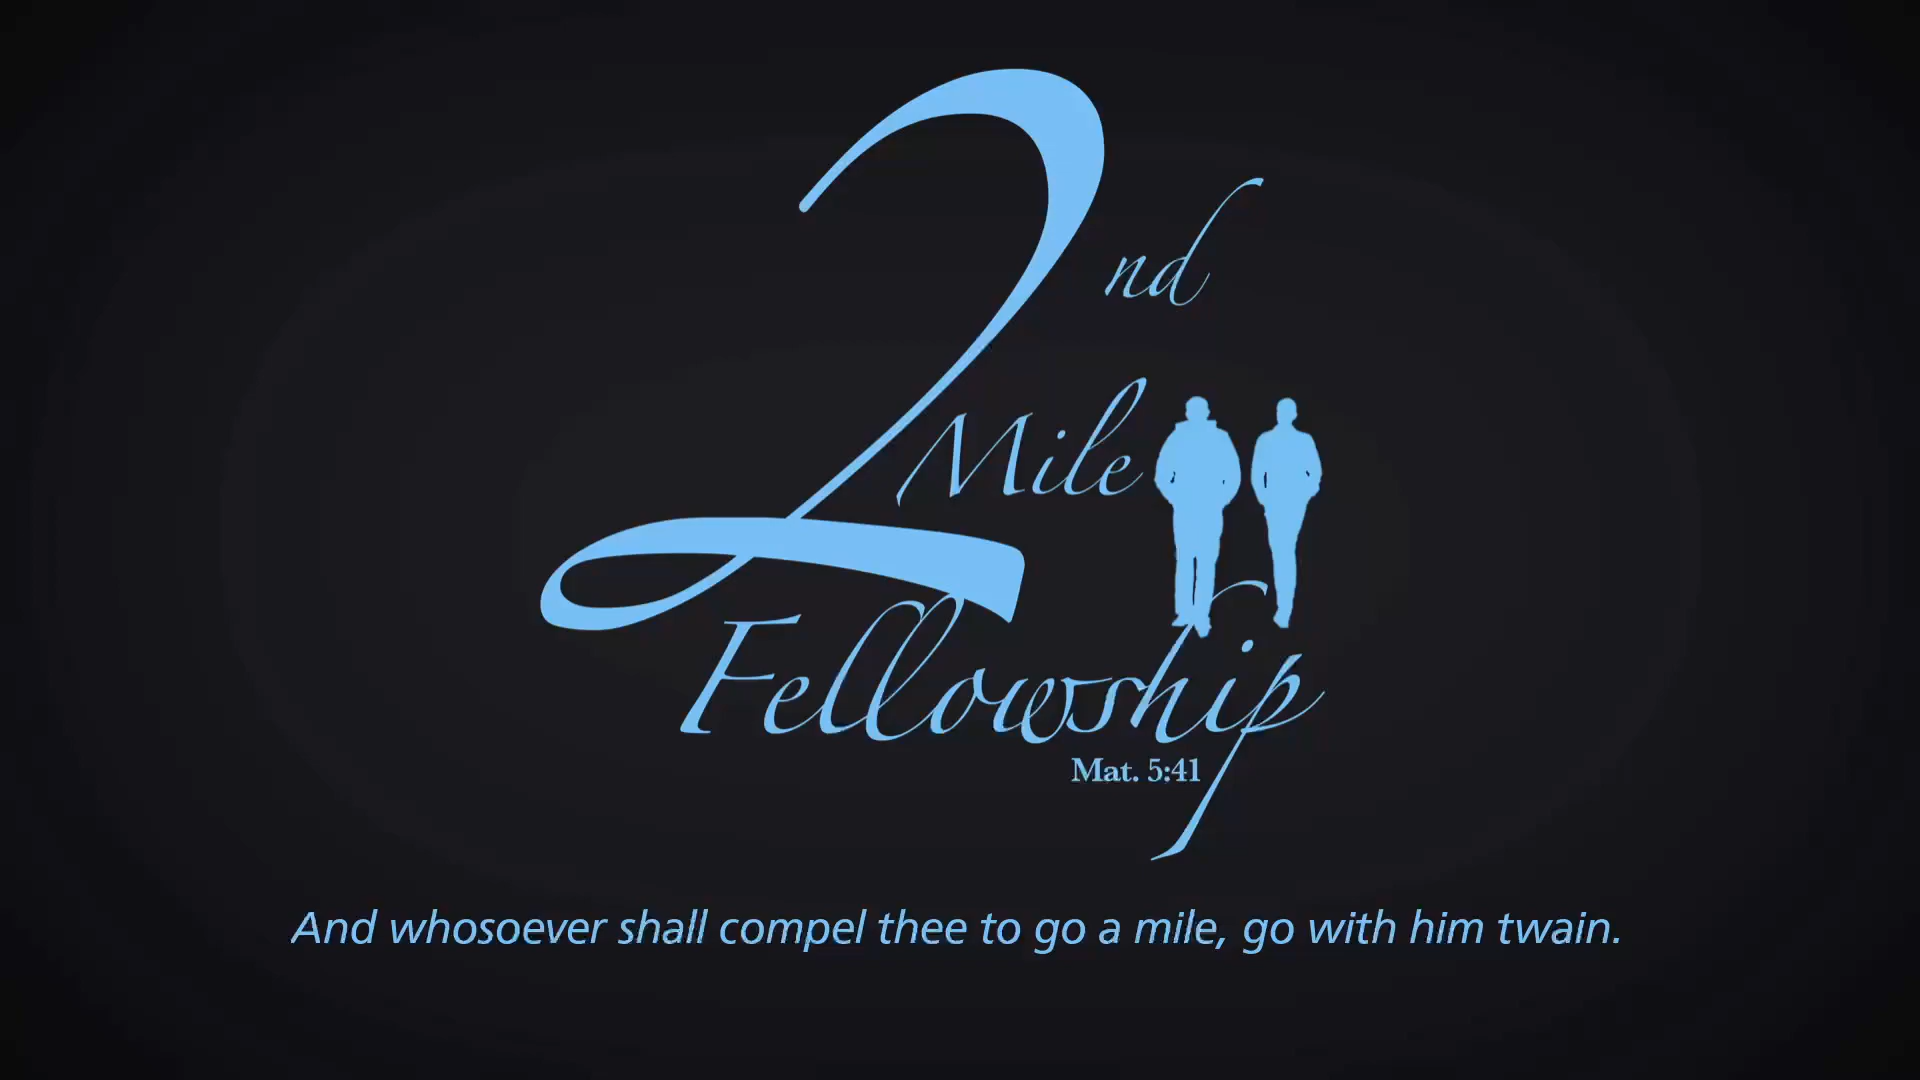 2nd
Mile
Fellowship
Mat. 5:41
And whosoever shall compel thee to go a mile, go with him twain.